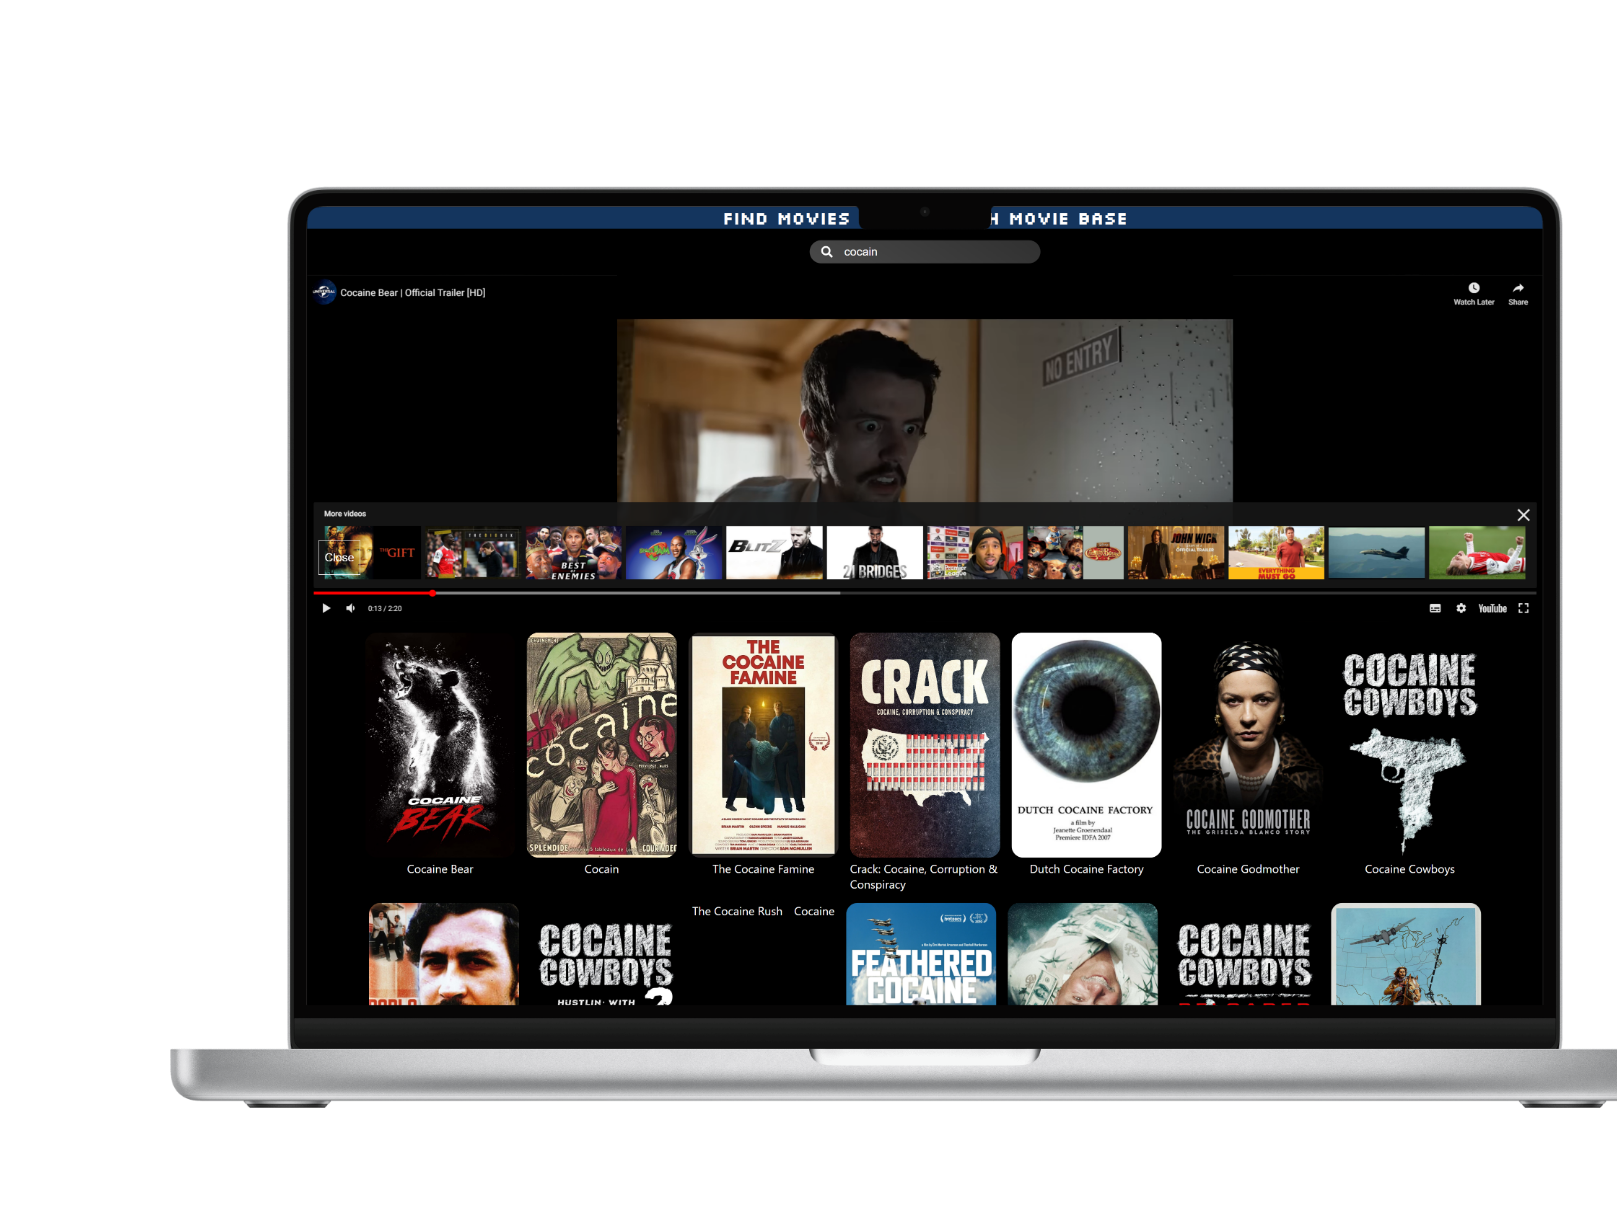 FIND MOVIES H MOVIE BASE
cocain
Cocaine Bear | Official Trailer [HD]
Watch Later
Share
NO ENTRY
More videos
Close
THE GIFT
BEST
ENEMIES
BLITZ
21 BRIDGES
JOHN WICK
OFFICIAL TRAILER
EVERYTHING
MUST GO
0:13 / 2:20
YouTube
COCAINE
BEAR
cocaïne
SPLENDIDE
THE
COCAINE
FAMINE
CRACK
COCAINE, CORRUPTION & CONSPIRACY
DUTCH COCAINE FACTORY
a film by
Jeanette Groenendaal
Premiere IDFA 2007
COCAINE GODMOTHER
THE GRISELDA BLANCO STORY
COCAINE
COWBOYS
Cocaine Bear
Cocain
The Cocaine Famine
Crack: Cocaine, Corruption &
Conspiracy
Dutch Cocaine Factory
Cocaine Godmother
Cocaine Cowboys
COCAINE
COWBOYS
HUSTLIN' WITH
The Cocaine Rush
Cocaine
FEATHERED
COCAINE
COCAINE
COWBOYS